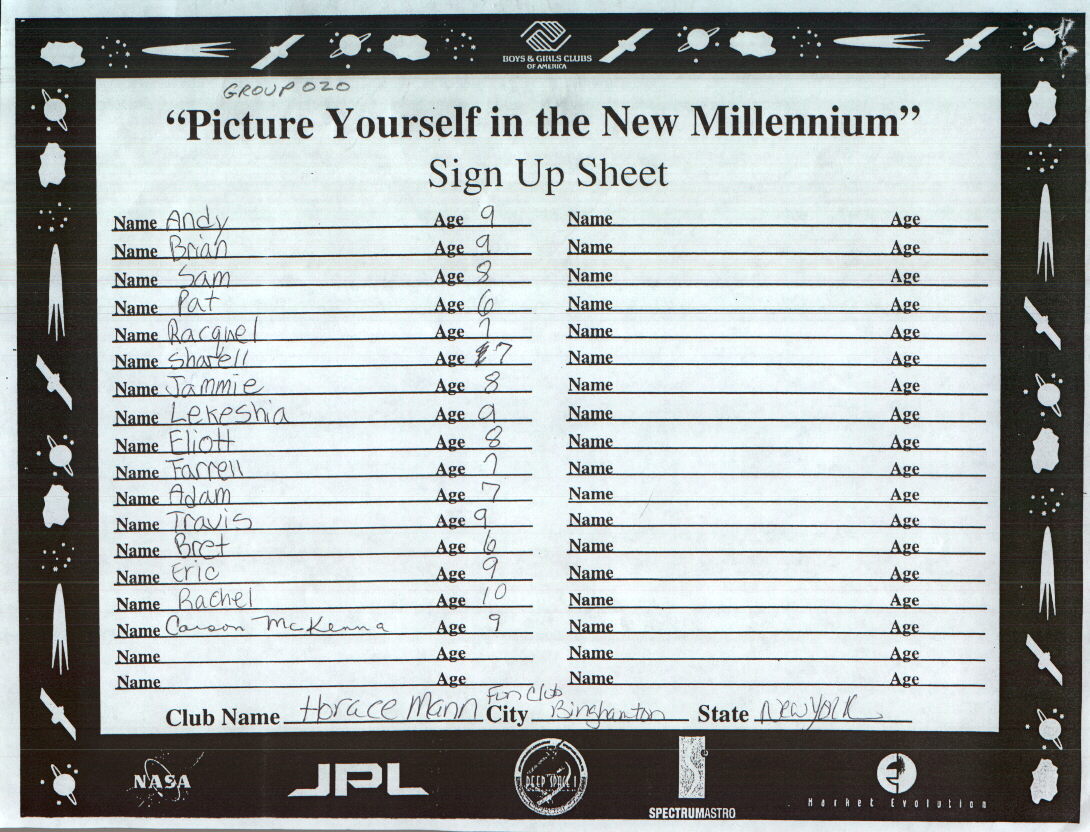 BOYS & GIRLS CLUBS
OF AMERICA
GROUP 020
"Picture Yourself in the New Millennium"
Sign Up Sheet
Name Andy Age 9 Name Age
Name Brian Age 9 Name Age
Name Sam Age 8 Name Age
Name Pat Age 6 Name Age
Name Racquel Age 7 Name Age
Name Sharell Age 7 Name Age
Name Jammie Age 8 Name Age
Name Lekeshia Age 9 Name Age
Name Eliott Age 8 Name Age
Name Farrell Age 7 Name Age
Name Adam Age 7 Name Age
Name Travis Age 9 Name Age
Name Bret Age 6 Name Age
Name Eric Age 9 Name Age
Name Rachel Age 10 Name Age
Name Carson McKenna Age 9 Name Age
Name Age Name Age
Name Age Name Age
Club Name Horace Mann Fun Club City Binghamton State New York
NASA JPL DEEP SPACE 1 SPECTRUMASTRO Market Evolution